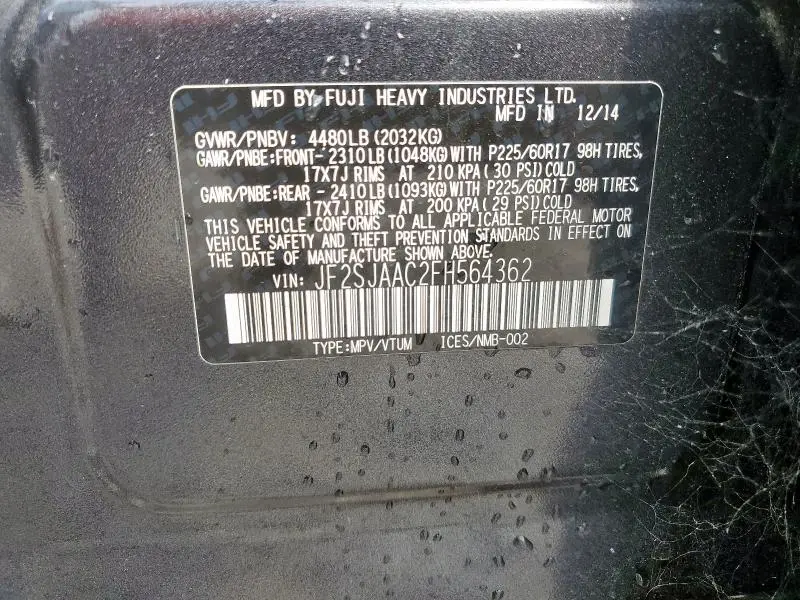 MFD BY FUJI HEAVY INDUSTRIES LTD.
MFD IN 12/14
GVWR/PNBV: 4480LB (2032KG)
GAWR/PNBE:FRONT- 2310LB (1048KG) WITH P225/60R17 98H TIRES,
17X7J RIMS AT 210 KPA ( 30 PSI) COLD
GAWR/PNBE:REAR - 2410LB (1093KG) WITH P225/60R17 98H TIRES,
17X7J RIMS AT 200 KPA ( 29 PSI) COLD
THIS VEHICLE CONFORMS TO ALL APPLICABLE FEDERAL MOTOR
VEHICLE SAFETY AND THEFT PREVENTION STANDARDS IN EFFECT ON
THE DATE OF MANUFACTURE SHOWN ABOVE.
VIN: JF2SJAAC2FH564362
TYPE:MPV/VTUM ICES/NMB-002